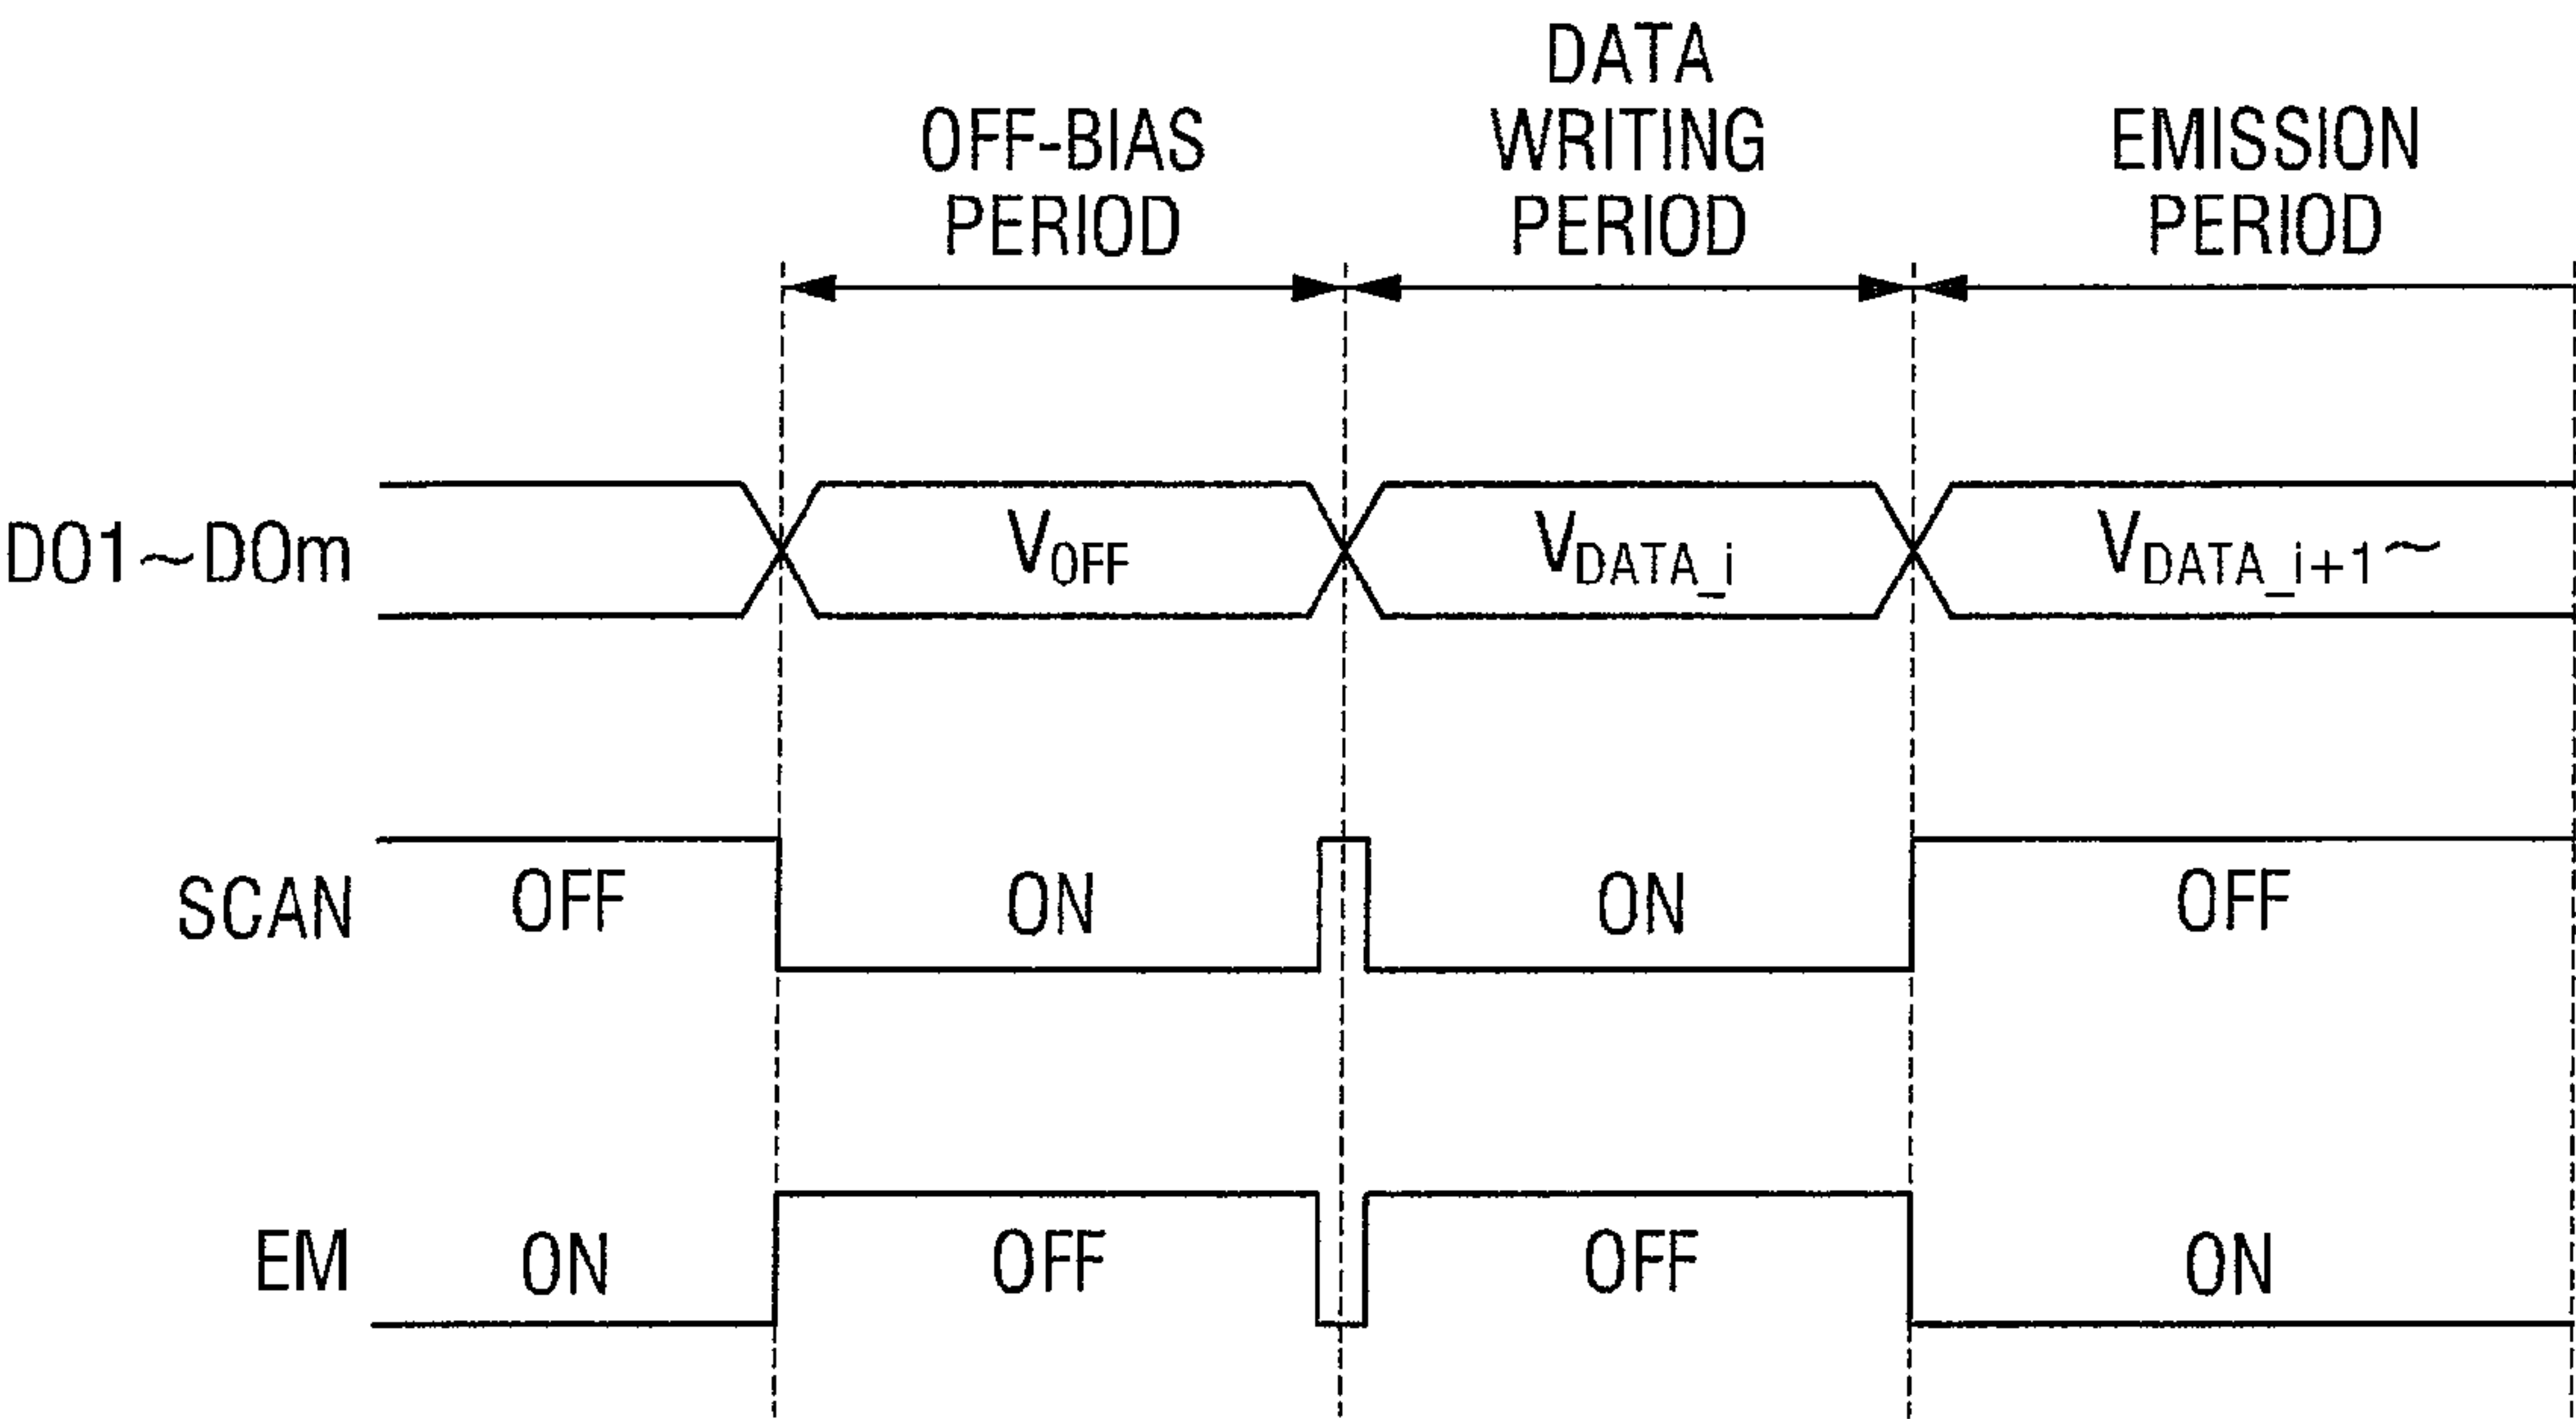 DATA
OFF-BIAS WRITING EMISSION
PERIOD PERIOD PERIOD
DO1~DOm VOFF VDATA_i VDATA_i+1~
SCAN OFF ON ON OFF
EM ON OFF OFF ON